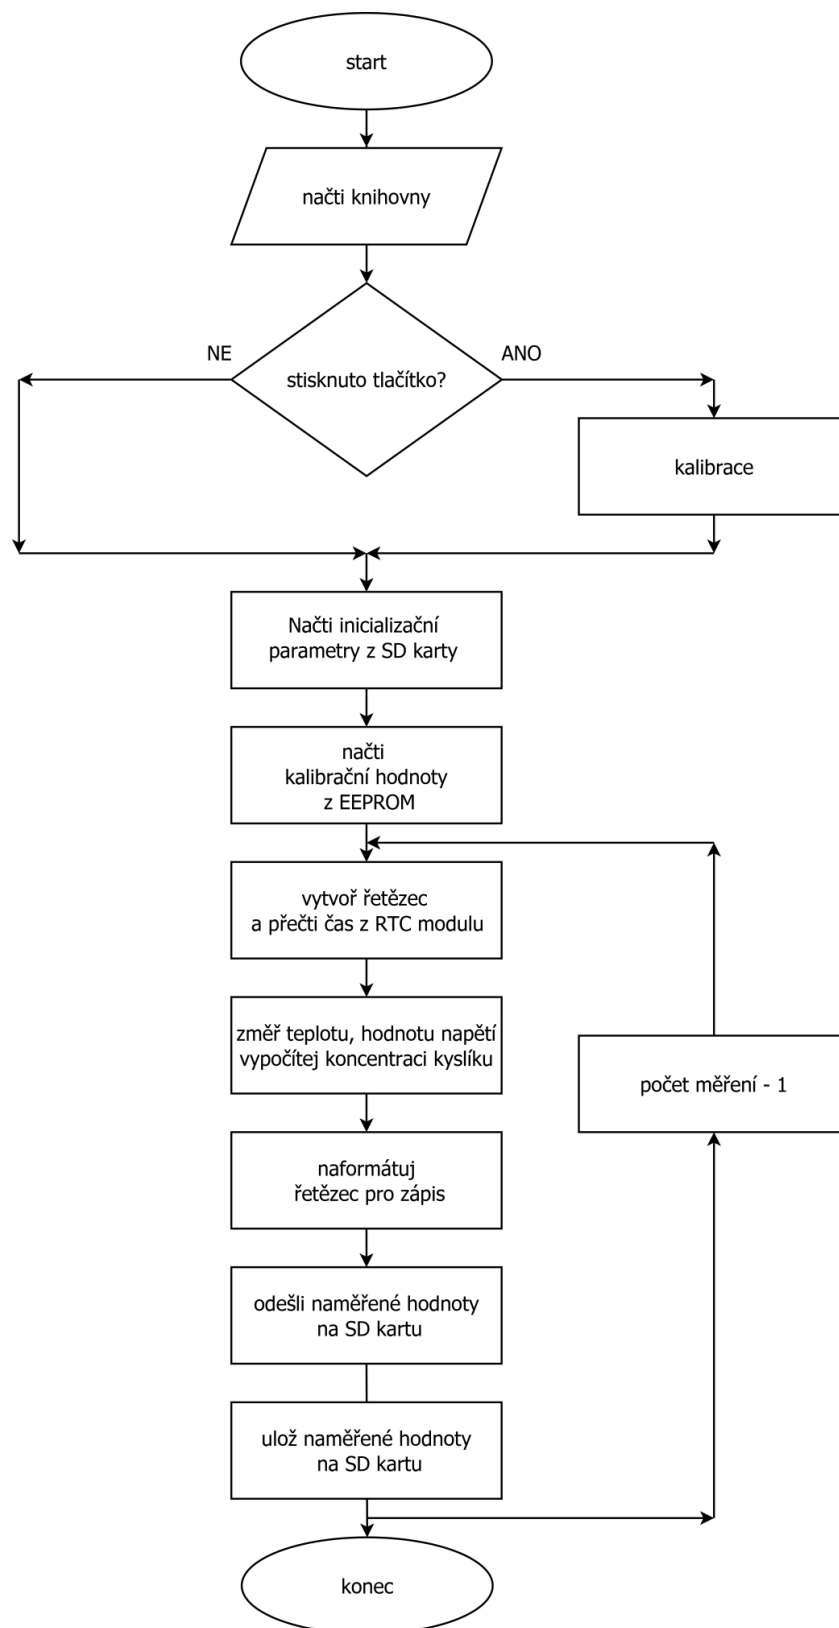 start
načti knihovny
NE
ANO
stisknuto tlačítko?
kalibrace
Načti inicializační
parametry z SD karty
načti
kalibrační hodnoty
z EEPROM
vytvoř řetězec
a přečti čas z RTC modulu
změř teplotu, hodnotu napětí
vypočítej koncentraci kyslíku
počet měření - 1
naformátuj
řetězec pro zápis
odešli naměřené hodnoty
na SD kartu
ulož naměřené hodnoty
na SD kartu
konec